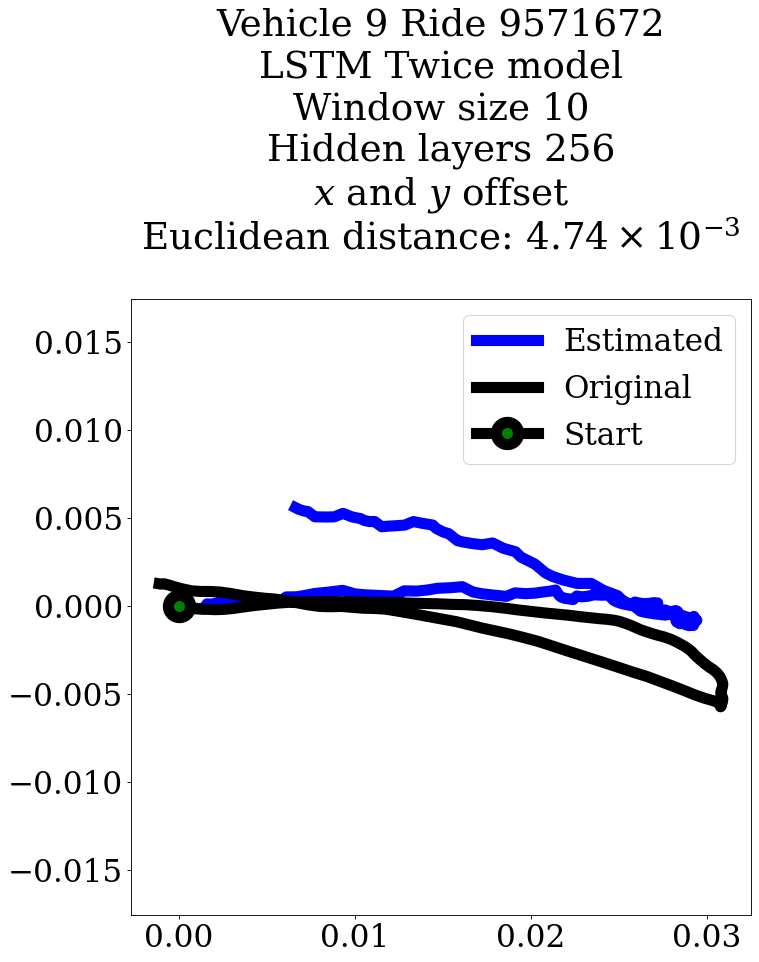 Vehicle 9 Ride 9571672
LSTM Twice model
Window size 10
Hidden layers 256
x and y offset
Euclidean distance: 4.74 × 10⁻³
Estimated
Original
Start
0.015
0.010
0.005
0.000
−0.005
−0.010
−0.015
0.00 0.01 0.02 0.03